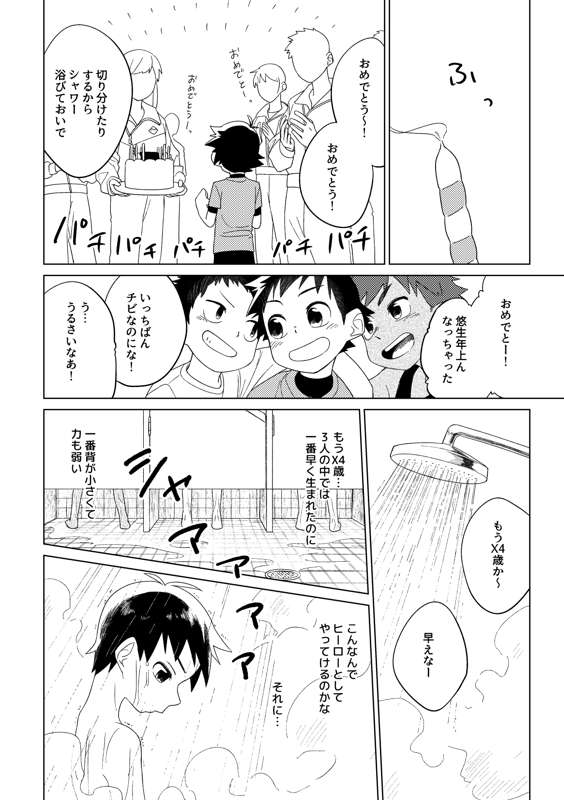 ふっ
おめでとう～！
おめでとう！
おめでとう！
おめでとう！
切り分けたり
するから
シャワー
浴びておいで
パチ
パチ
パチ
パチ
パチ
おめでとー！
悠生年上ん
なっちゃった
いっちばん
チビなのにな！
う…
うるさいなあ！
もう
X4
歳か～
早えなー
もうX4歳…
3人の中では
一番早く生まれたのに
一番背が小さくて
力も弱い
アアア
こんなんで
ヒーローとして
やってけるのかな
それに…